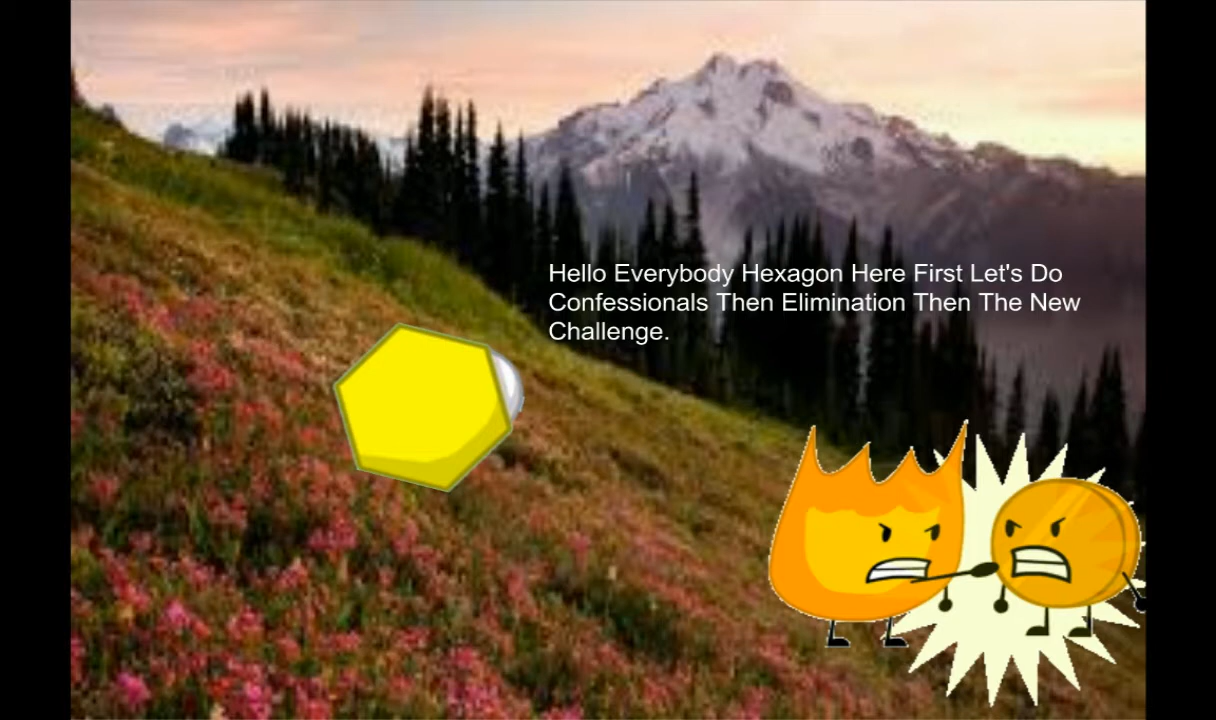 Hello Everybody Hexagon Here First Let's Do
Confessionals Then Elimination Then The New
Challenge.